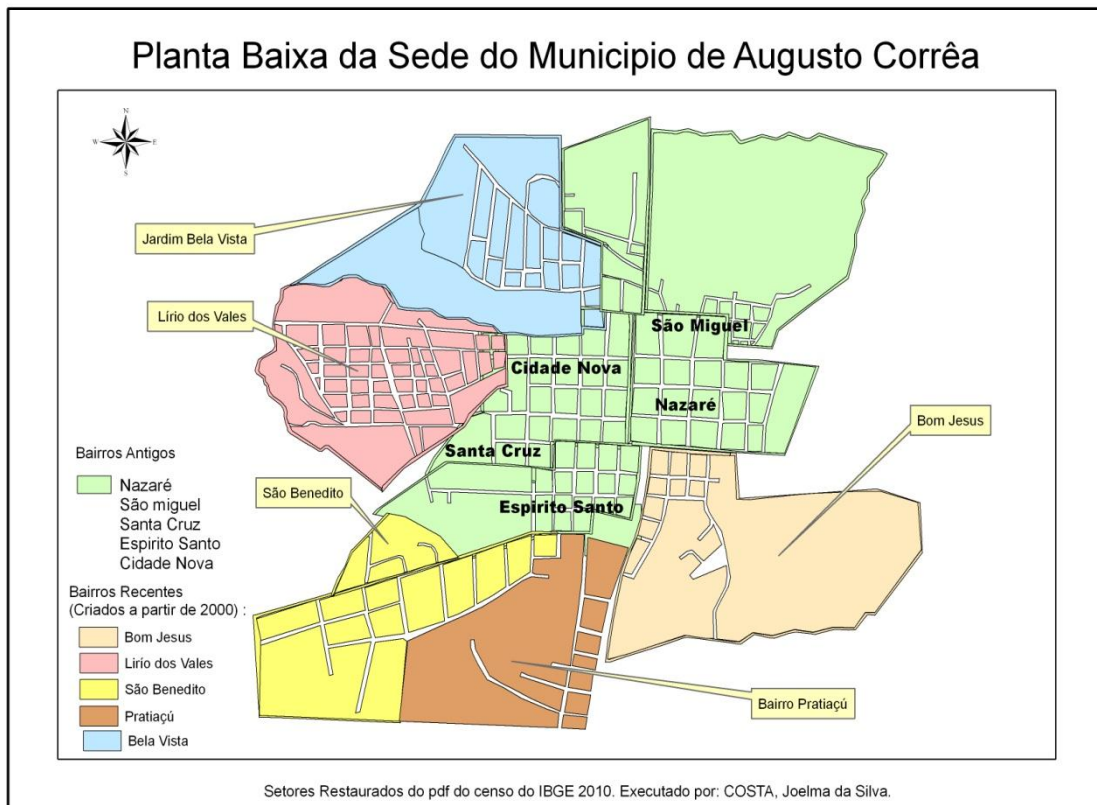 Planta Baixa da Sede do Municipio de Augusto Corrêa
N
W
E
S
Jardim Bela Vista
Lírio dos Vales
São Miguel
Cidade Nova
Nazaré
Bom Jesus
Santa Cruz
São Benedito
Espirito Santo
Bairro Pratiaçú
Bairros Antigos
Nazaré
São miguel
Santa Cruz
Espirito Santo
Cidade Nova
Bairros Recentes
(Criados a partir de 2000) :
Bom Jesus
Lirio dos Vales
São Benedito
Pratiaçú
Bela Vista
Setores Restaurados do pdf do censo do IBGE 2010. Executado por: COSTA, Joelma da Silva.